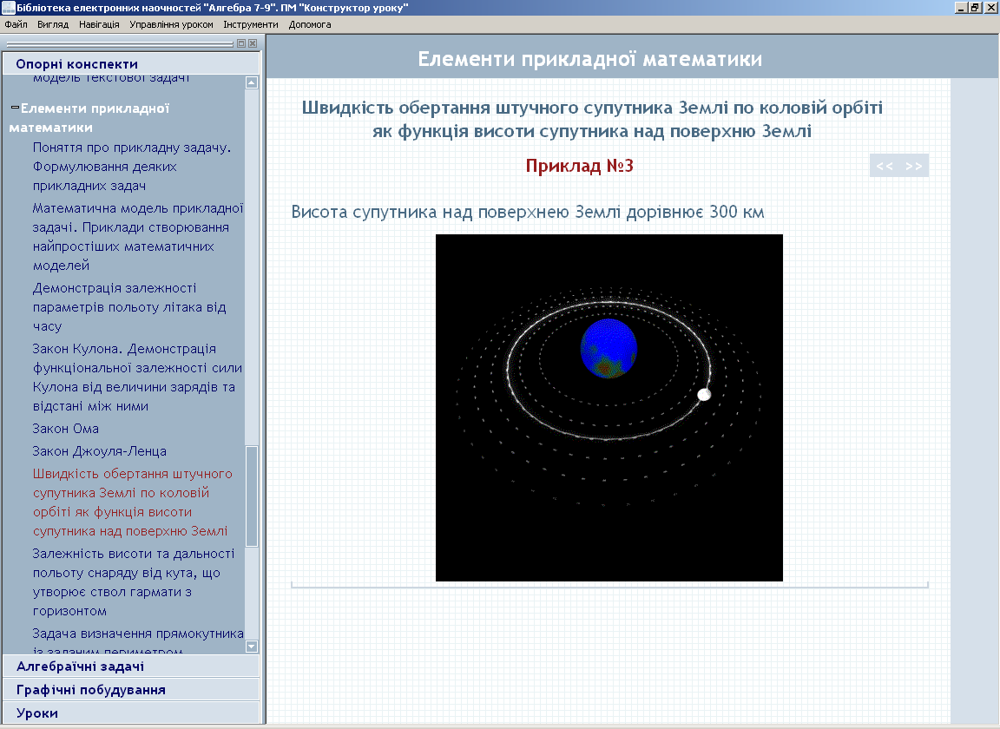 Бібліотека електронних наочностей "Алгебра 7-9". ПМ "Конструктор уроку"
Файл Вигляд Навігація Управління уроком Інструменти Допомога
Опорні конспекти
модель текстової задачі
Елементи прикладної
математики
Поняття про прикладну задачу.
Формулювання деяких
прикладних задач
Математична модель прикладної
задачі. Приклади створювання
найпростіших математичних
моделей
Демонстрація залежності
параметрів польоту літака від
часу
Закон Кулона. Демонстрація
функціональної залежності сили
Кулона від величини зарядів та
відстані між ними
Закон Ома
Закон Джоуля-Ленца
Швидкість обертання штучного
супутника Землі по коловій
орбіті як функція висоти
супутника над поверхню Землі
Залежність висоти та дальності
польоту снаряду від кута, що
утворює ствол гармати з
горизонтом
Задача визначення прямокутника
із заданим периметром
Алгебраїчні задачі
Графічні побудування
Уроки
Елементи прикладної математики
Швидкість обертання штучного супутника Землі по коловій орбіті
як функція висоти супутника над поверхню Землі
Приклад №3
<< >>
Висота супутника над поверхнею Землі дорівнює 300 км